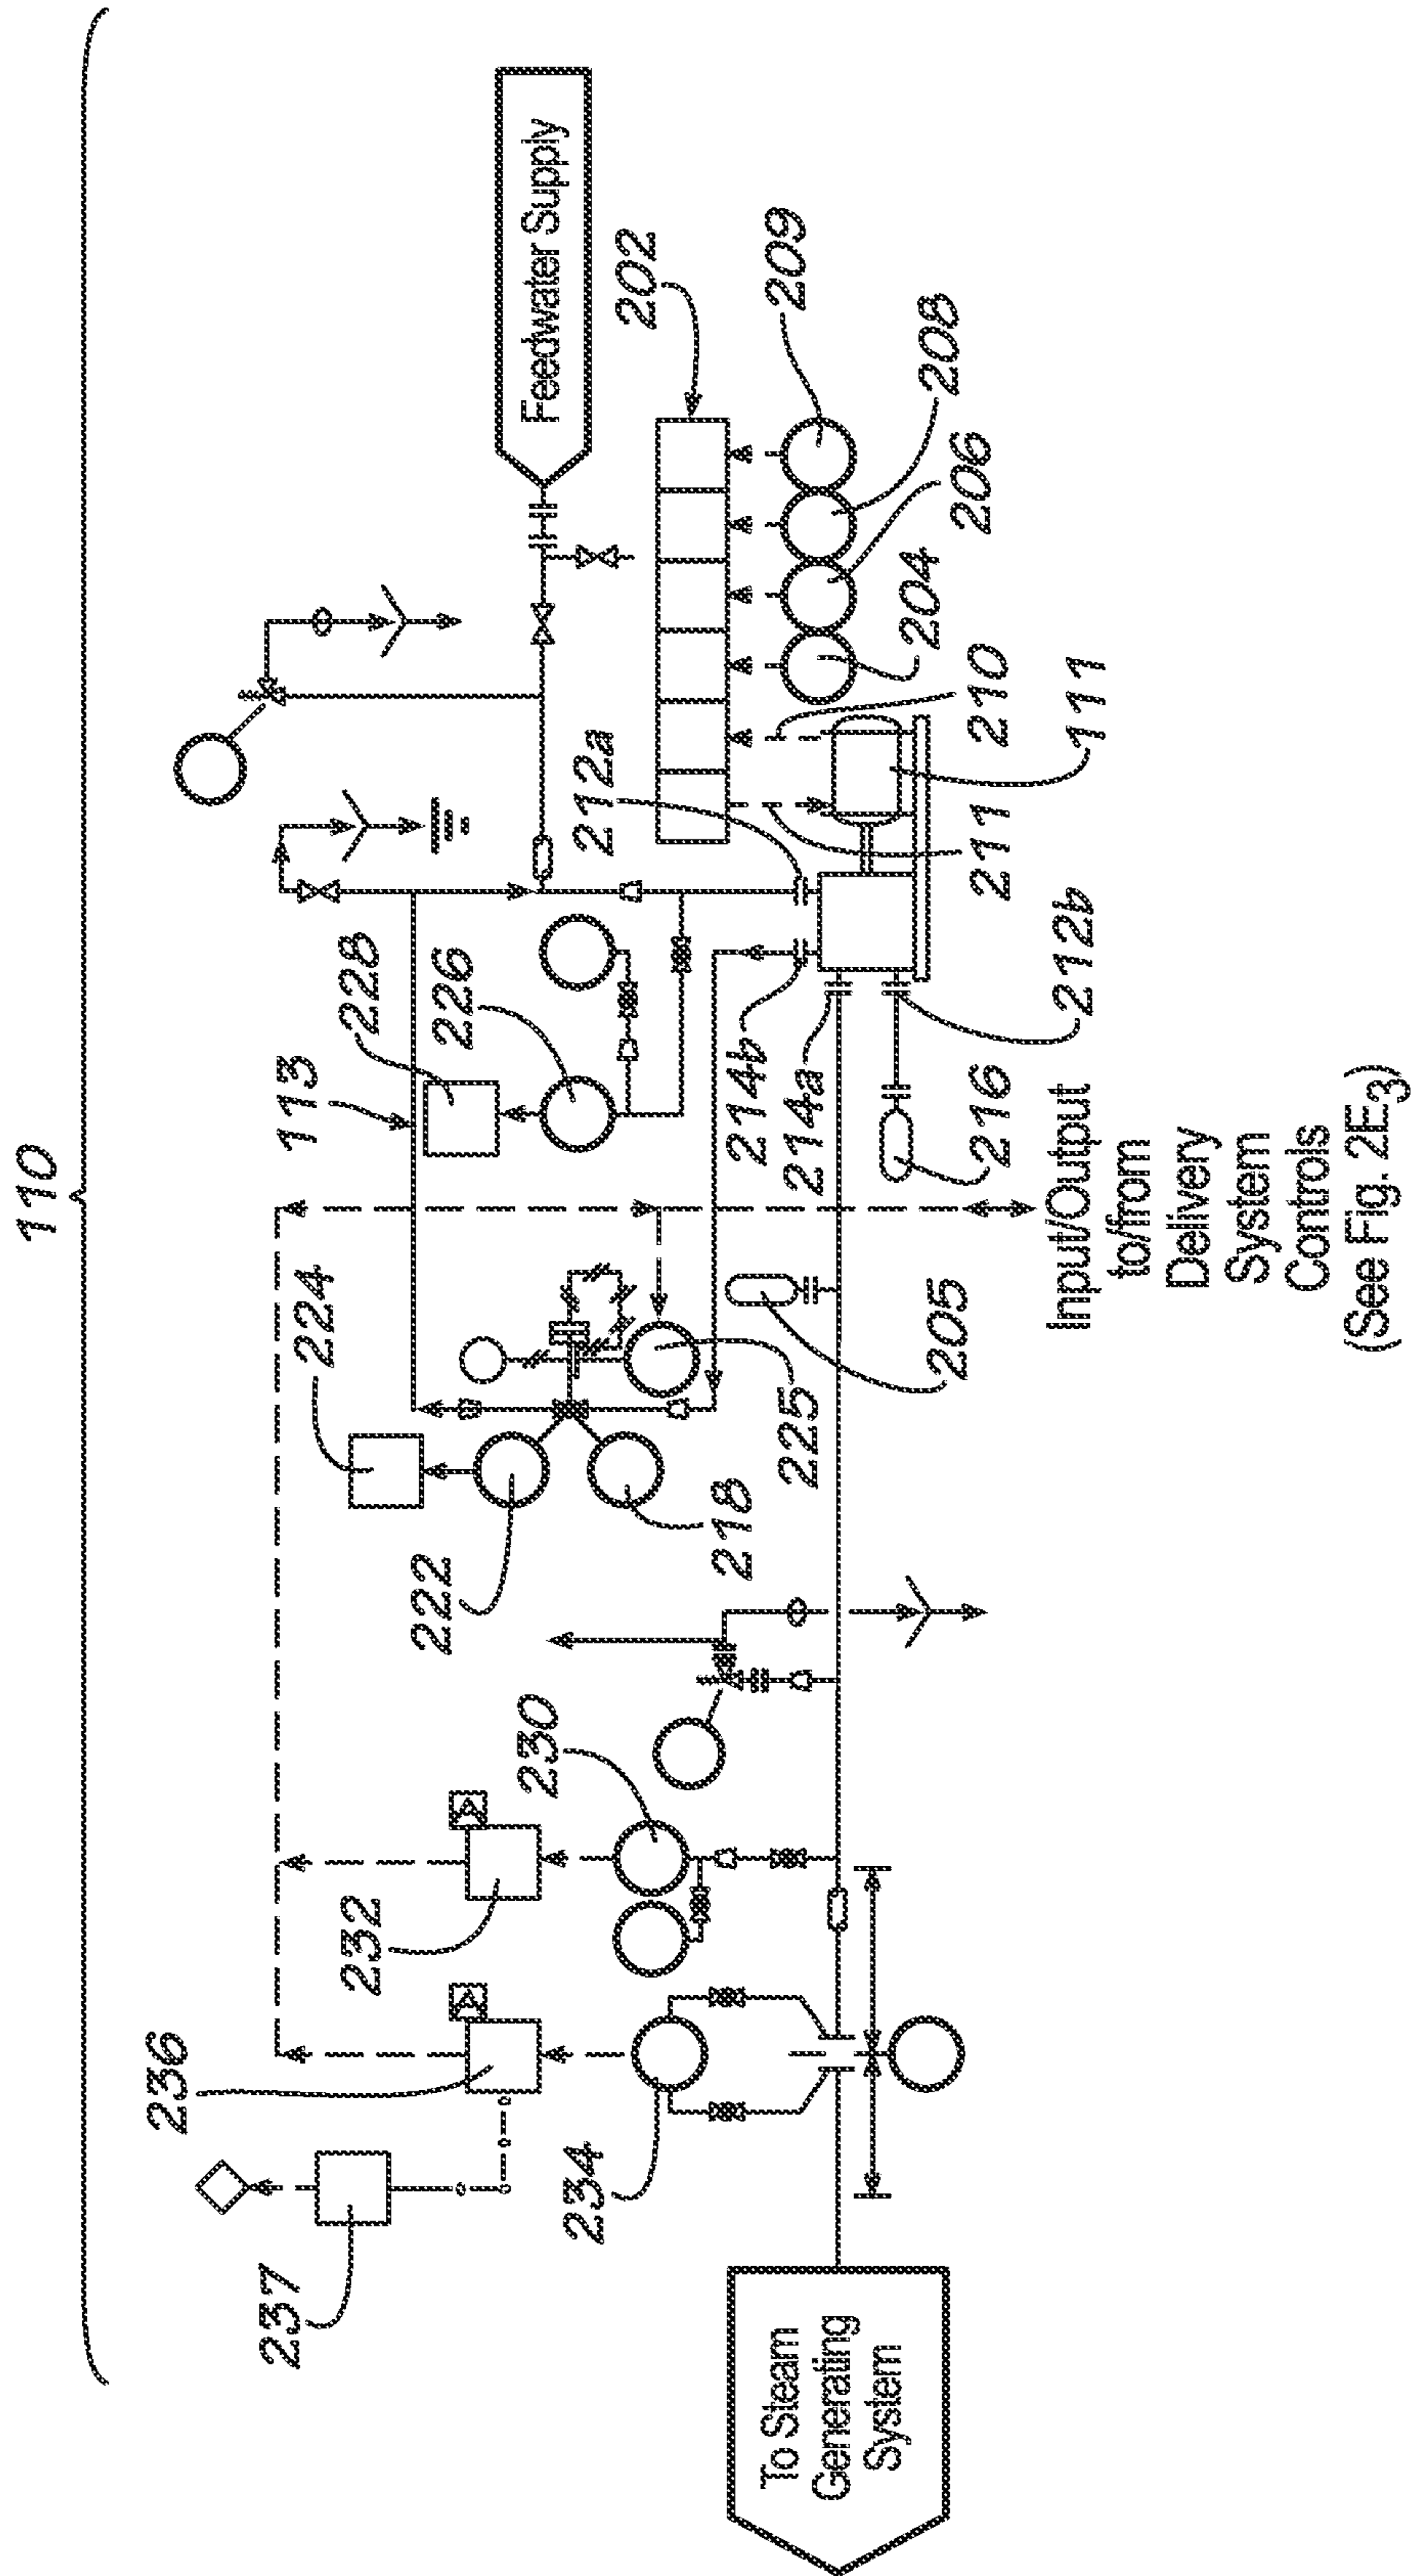 110
Feedwater Supply
202
209
208
206
204
210
111
211
212a
212b
228
226
113
214b
214a
216
Input/Output
to/from
Delivery
System
Controls
(See Fig. 2E3)
224
205
225
218
222
230
232
236
234
237
To Steam
Generating
System